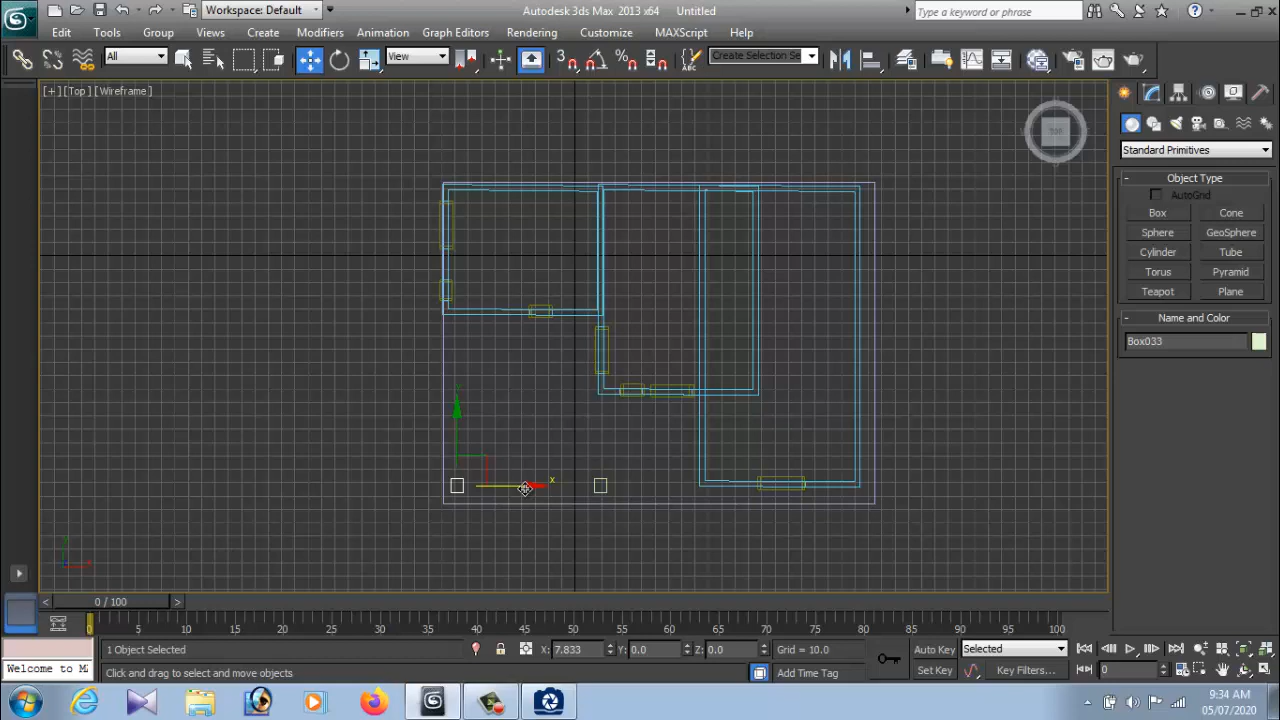 Workspace: Default
Autodesk 3ds Max 2013 x64 Untitled
Type a keyword or phrase
Edit Tools Group Views Create Modifiers Animation Graph Editors Rendering Customize MAXScript Help
All
View
3
Create Selection Se
[+] [Top] [Wireframe]
TOP
Standard Primitives
- Object Type
AutoGrid
Box Cone
Sphere GeoSphere
Cylinder Tube
Torus Pyramid
Teapot Plane
- Name and Color
Box033
x
y
x
< 0 / 100 >
0 5 10 15 20 25 30 35 40 45 50 55 60 65 70 75 80 85 90 95 100
1 Object Selected
X: 7.833 Y: 0.0 Z: 0.0
Grid = 10.0
Auto Key
Selected
Welcome to M
Click and drag to select and move objects
Add Time Tag
Set Key
Key Filters...
0
9:34 AM
05/07/2020